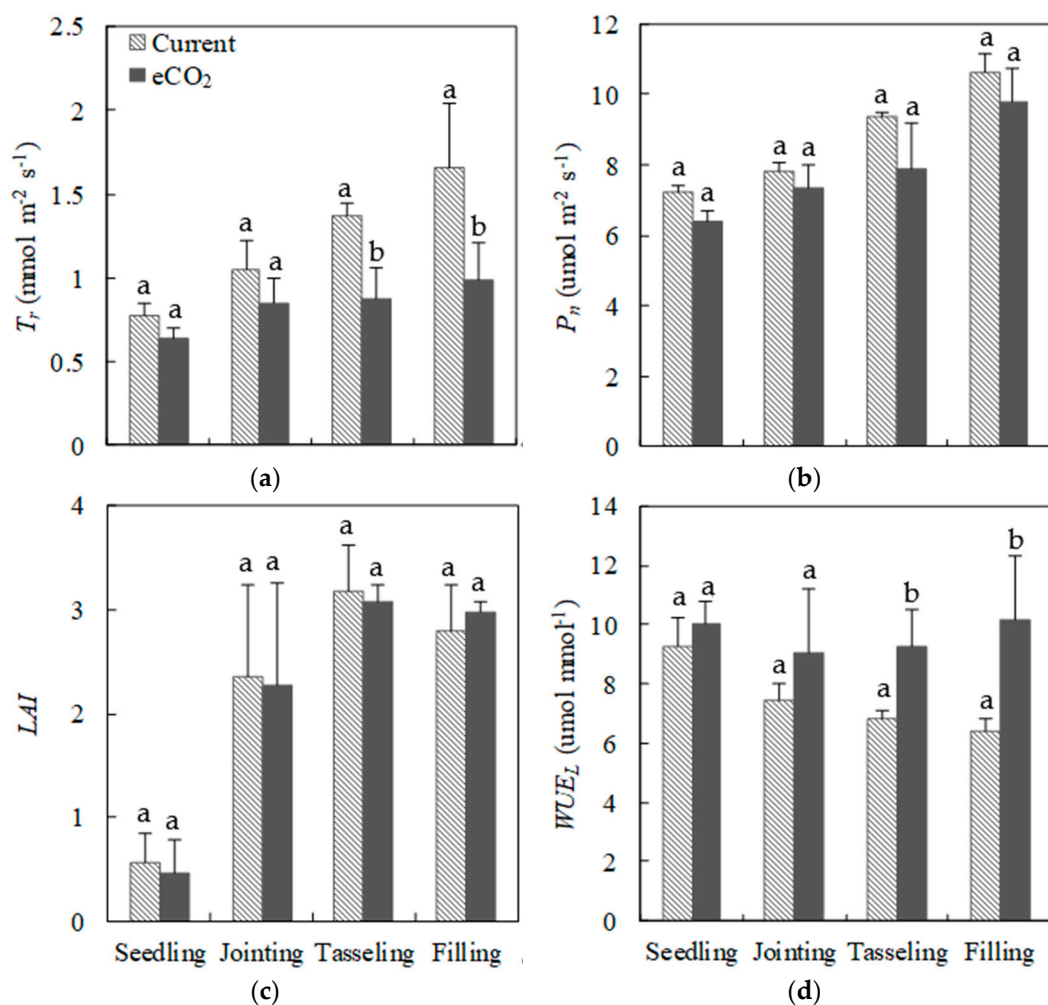 2.5
2
1.5
1
0.5
0
Tr (mmol m-2 s-1)
Current
eCO2
a a
a a
a b
a b
(a)
12
10
8
6
4
2
0
Pn (umol m-2 s-1)
a a
a a
a a
a a
(b)
4
3
2
1
0
LAI
a a
a a
a a
a a
Seedling Jointing Tasseling Filling
(c)
14
12
10
8
6
4
2
0
WUEL (umol mmol-1)
a a
a a
a b
a b
Seedling Jointing Tasseling Filling
(d)